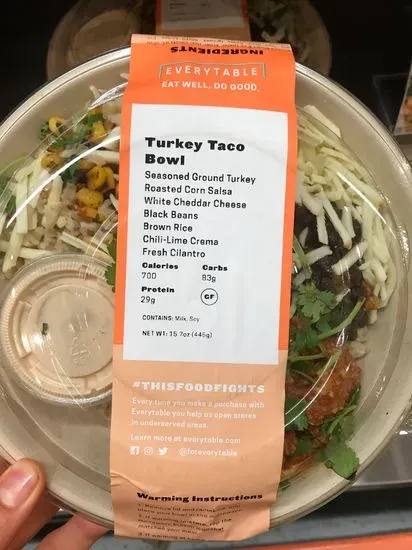 INGREDIENTS
EVERYTABLE
EAT WELL. DO GOOD.
Turkey Taco
Bowl
Seasoned Ground Turkey
Roasted Corn Salsa
White Cheddar Cheese
Black Beans
Brown Rice
Chili-Lime Crema
Fresh Cilantro
Calories Carbs
700 83g
Protein
29g GF
CONTAINS: Milk, Soy
NET WT: 15.7oz (445g)
#THISFOODFIGHTS
Every time you make a purchase with
Everytable you help us open stores
in underserved areas.
Learn more at everytable.com
@foreverytable
Warming Instructions